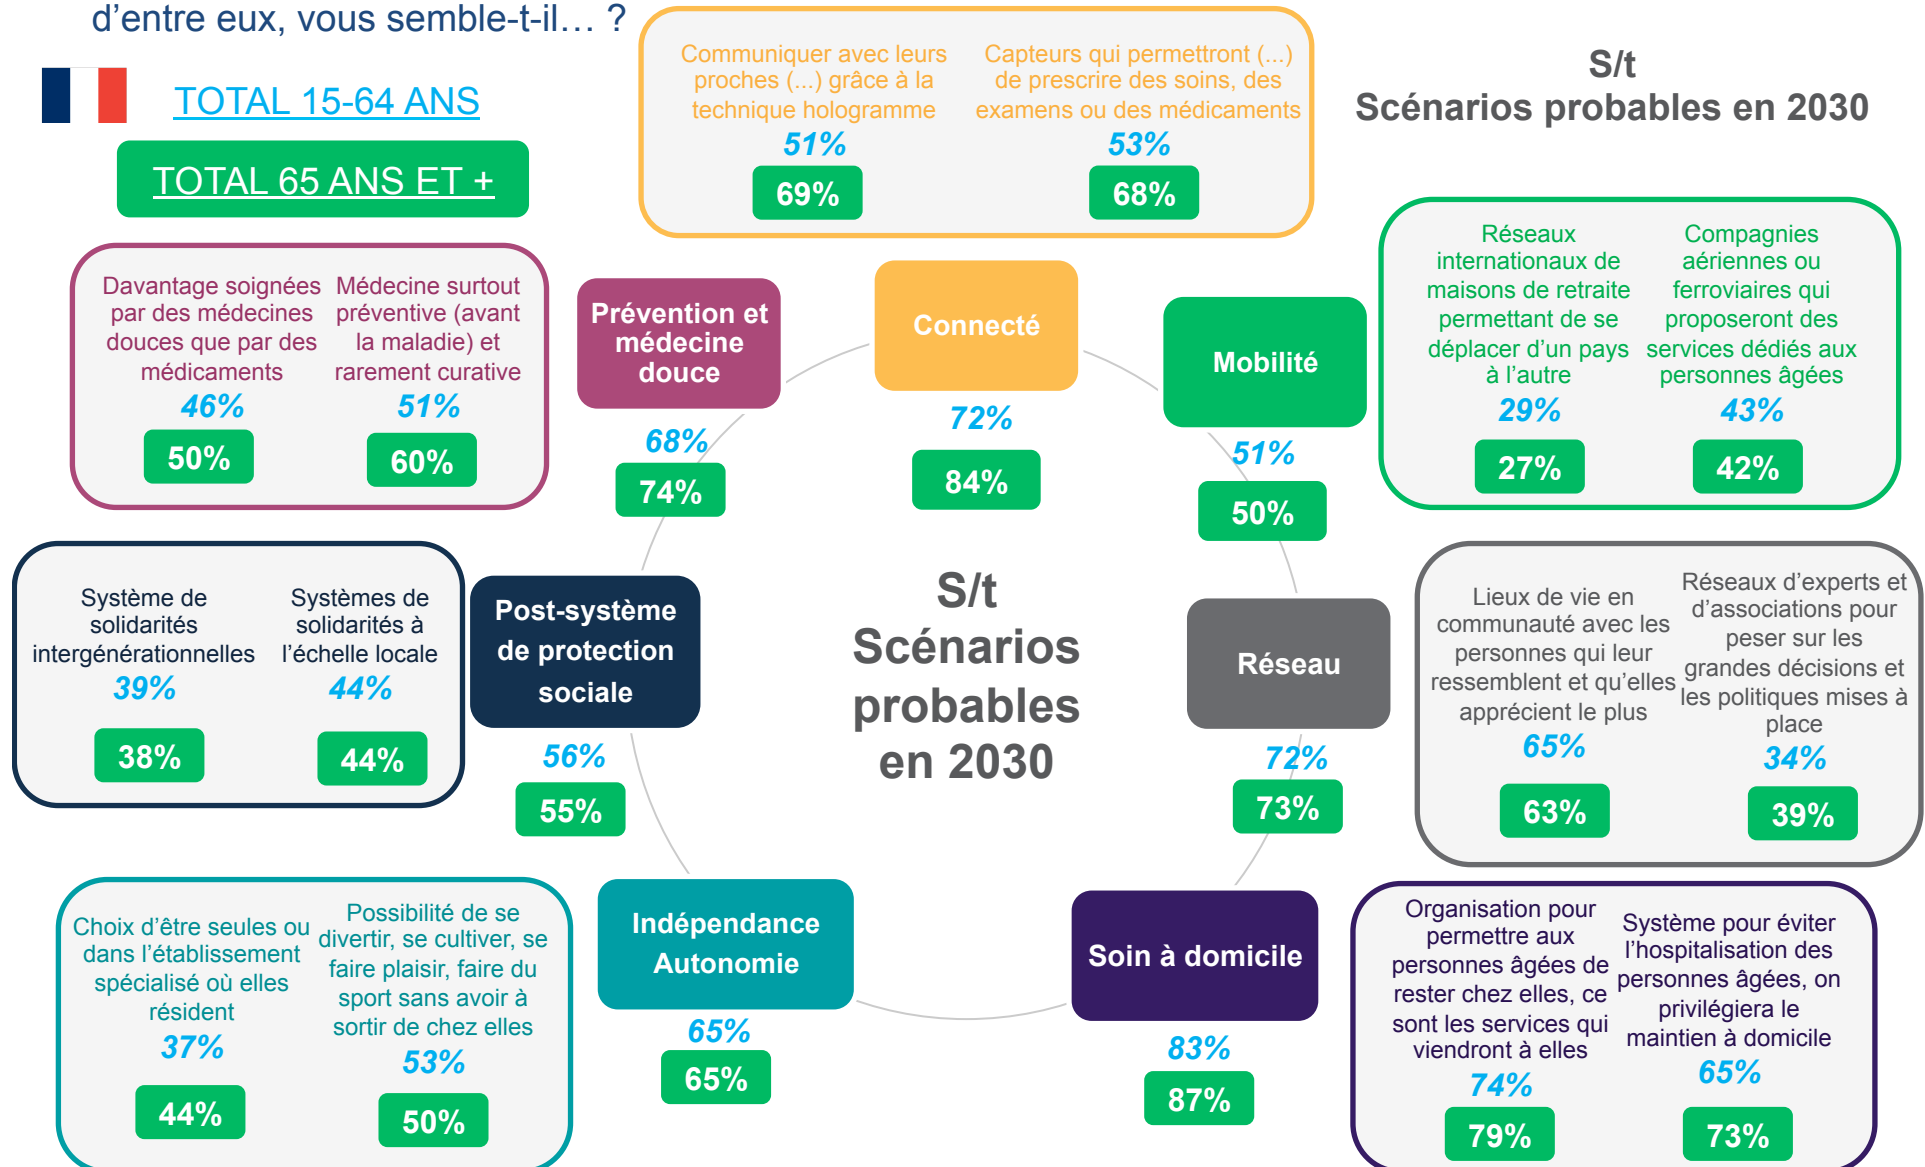 d’entre eux, vous semble-t-il… ?
TOTAL 15-64 ANS
TOTAL 65 ANS ET +
S/t
Scénarios probables en 2030
Communiquer avec leurs
proches (...) grâce à la
technique hologramme
51%
69%
Capteurs qui permettront (...)
de prescrire des soins, des
examens ou des médicaments
53%
68%
Davantage soignées
par des médecines
douces que par des
médicaments
46%
50%
Médecine surtout
préventive (avant
la maladie) et
rarement curative
51%
60%
Prévention et
médecine
douce
68%
74%
Connecté
72%
84%
Mobilité
51%
50%
Réseaux
internationaux de
maisons de retraite
permettant de se
déplacer d’un pays
à l’autre
29%
27%
Compagnies
aériennes ou
ferroviaires qui
proposeront des
services dédiés aux
personnes âgées
43%
42%
Système de
solidarités
intergénérationnelles
39%
38%
Systèmes de
solidarités à
l’échelle locale
44%
44%
Post-système
de protection
sociale
56%
55%
S/t
Scénarios
probables
en 2030
Réseau
72%
73%
Lieux de vie en
communauté avec les
personnes qui leur
ressemblent et qu’elles
apprécient le plus
65%
63%
Réseaux d’experts et
d’associations pour
peser sur les
grandes décisions et
les politiques mises à
place
34%
39%
Choix d’être seules ou
dans l’établissement
spécialisé où elles
résident
37%
44%
Possibilité de se
divertir, se cultiver, se
faire plaisir, faire du
sport sans avoir à
sortir de chez elles
53%
50%
Indépendance
Autonomie
65%
65%
Soin à domicile
83%
87%
Organisation pour
permettre aux
personnes âgées de
rester chez elles, ce
sont les services qui
viendront à elles
74%
79%
Système pour éviter
l’hospitalisation des
personnes âgées, on
privilégiera le
maintien à domicile
65%
73%